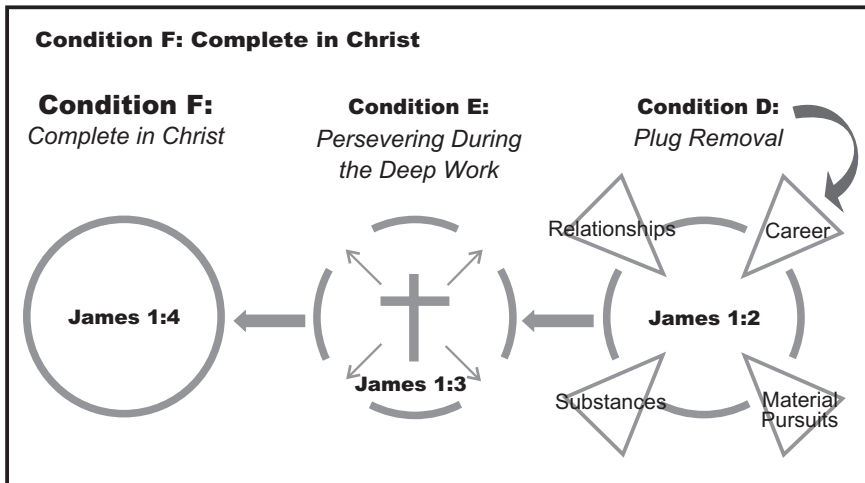 Condition F: Complete in Christ
Condition F:
Complete in Christ
James 1:4
Condition E:
Persevering During
the Deep Work
James 1:3
Condition D:
Plug Removal
Relationships
Career
James 1:2
Substances
Material
Pursuits